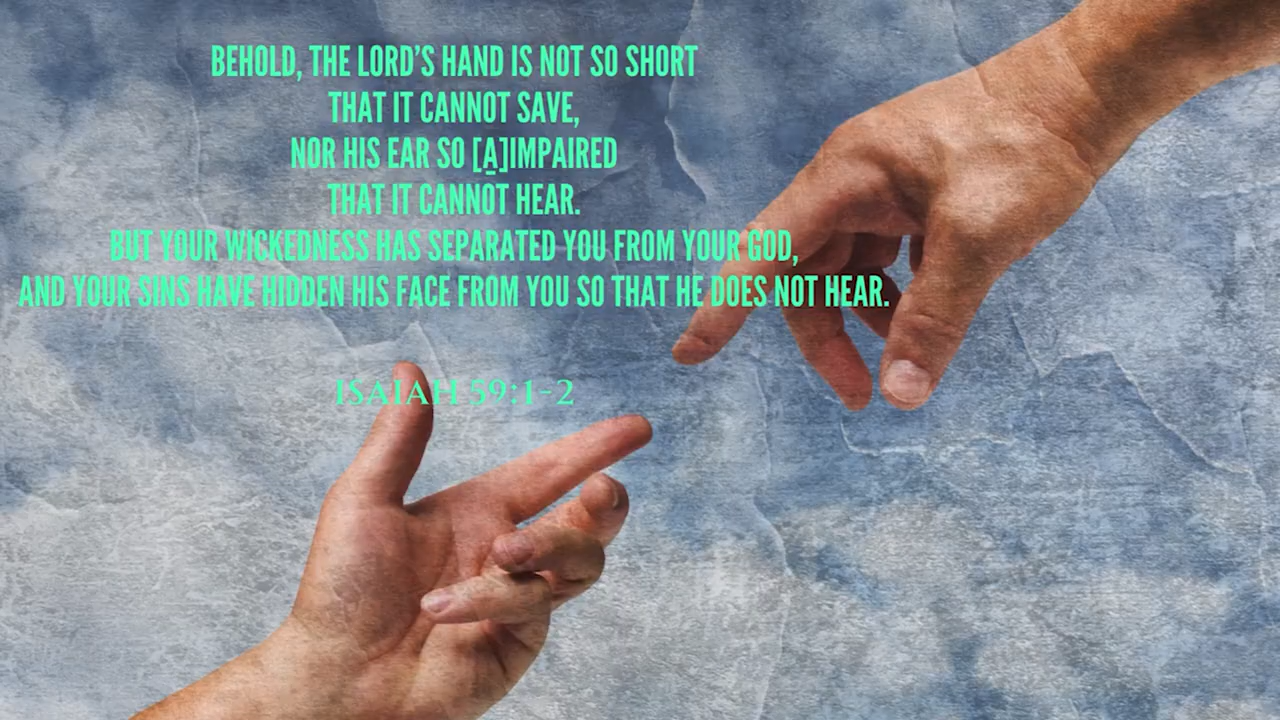 BEHOLD, THE LORD'S HAND IS NOT SO SHORT
THAT IT CANNOT SAVE,
NOR HIS EAR SO [A]IMPAIRED
THAT IT CANNOT HEAR.
BUT YOUR WICKEDNESS HAS SEPARATED YOU FROM YOUR GOD,
AND YOUR SINS HAVE HIDDEN HIS FACE FROM YOU SO THAT HE DOES NOT HEAR.
ISAIAH 59:1-2